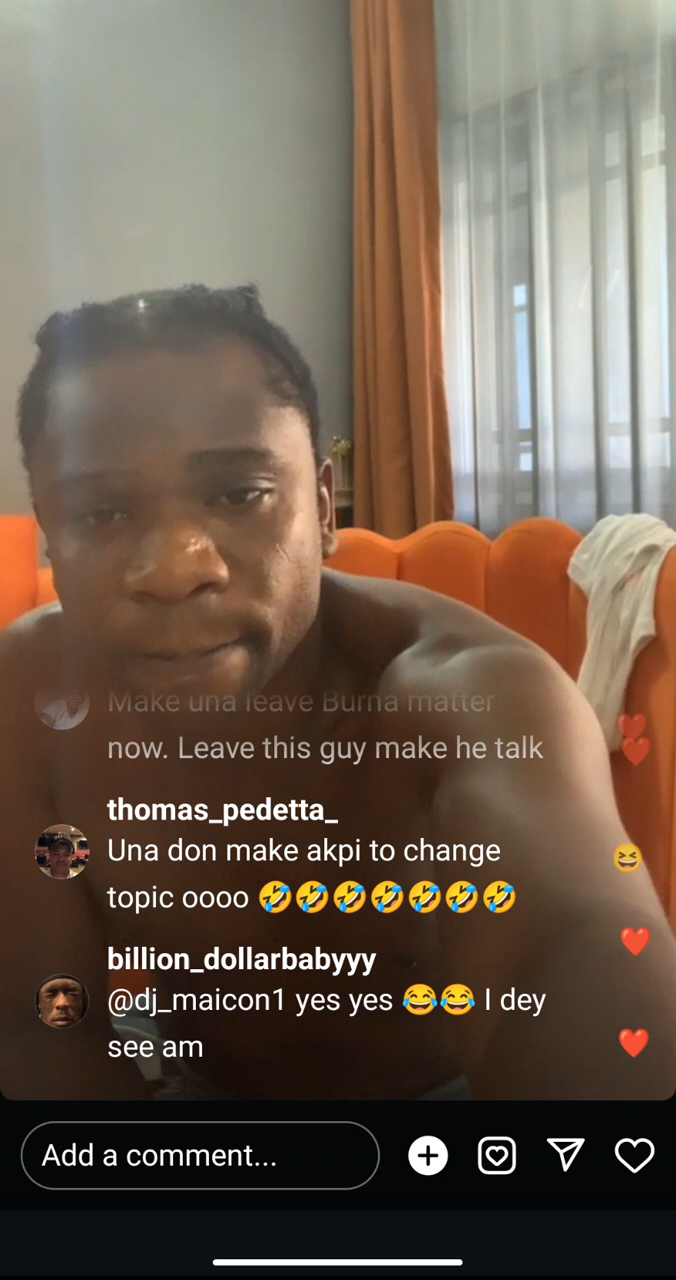 Make una leave Burna matter
now. Leave this guy make he talk
thomas_pedetta_
Una don make akpi to change
topic oooo 🤣🤣🤣🤣🤣🤣🤣
billion_dollarbabyyy
@dj_maicon1 yes yes 😂😂 I dey
see am
Add a comment...